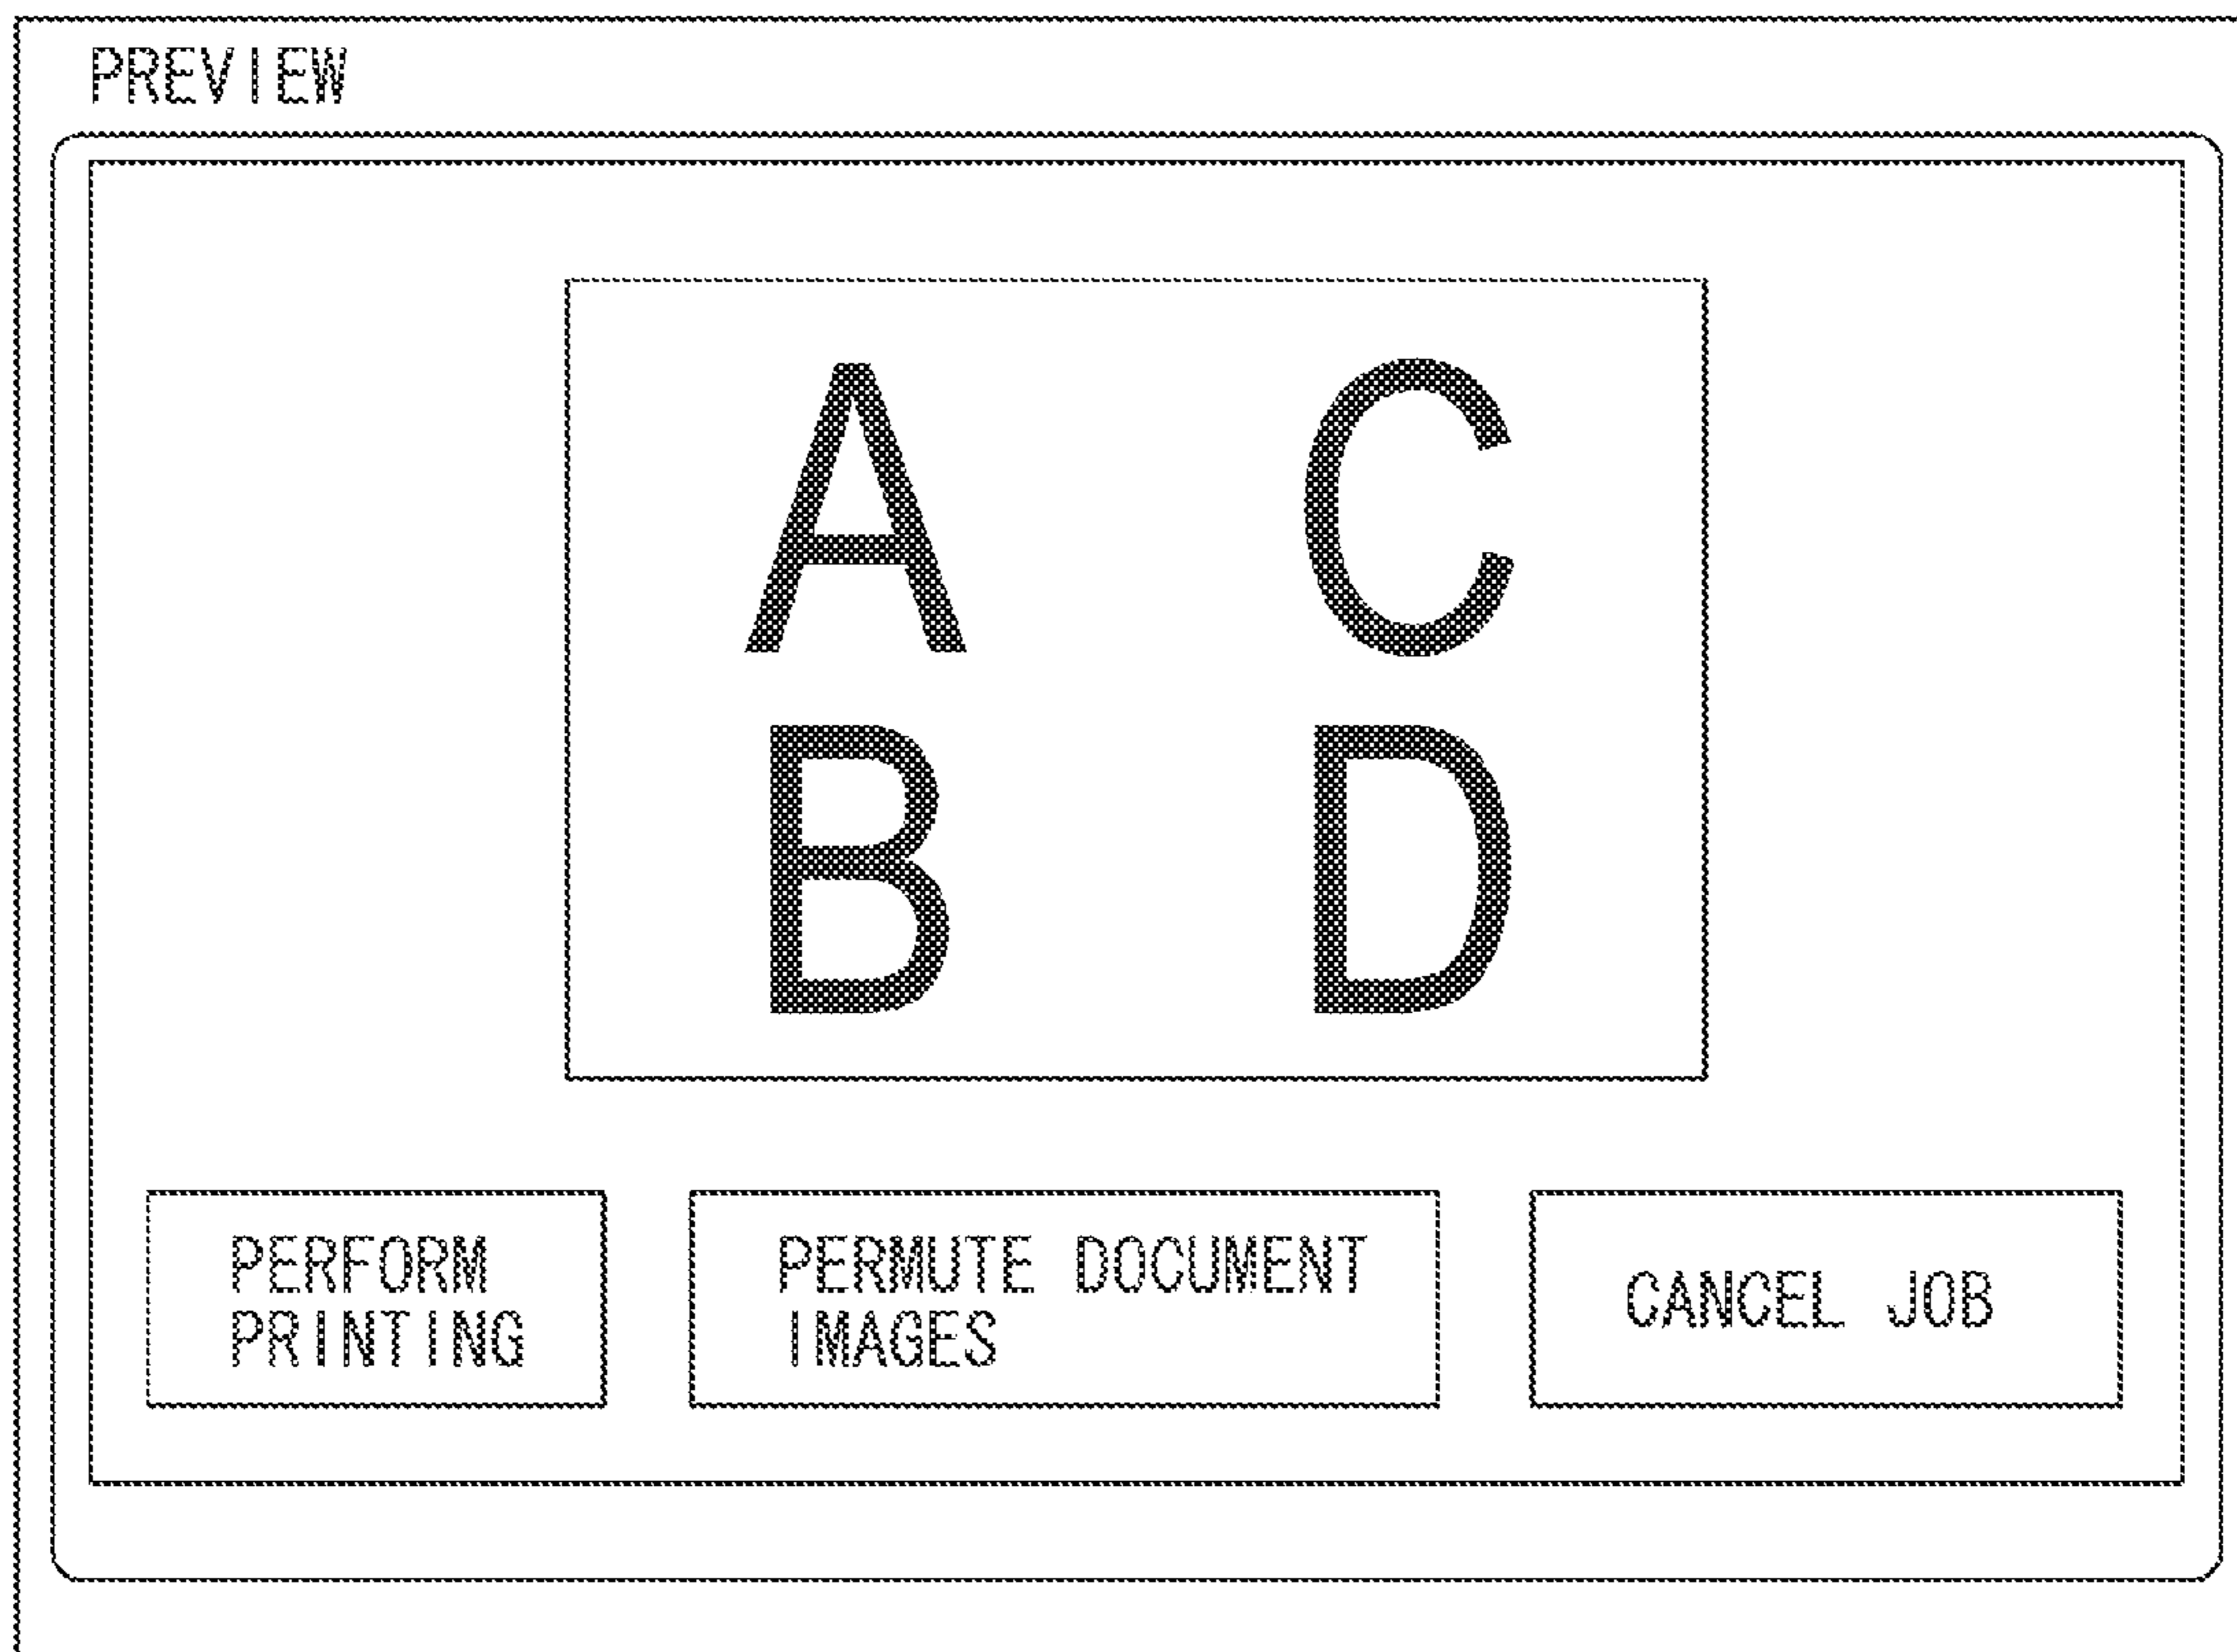 PREVIEW
A C
B D
PERFORM
PRINTING
PERMUTE DOCUMENT
IMAGES
CANCEL JOB